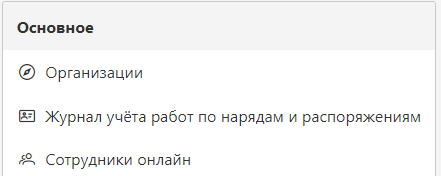 Основное
Организации
Журнал учёта работ по нарядам и распоряжениям
Сотрудники онлайн